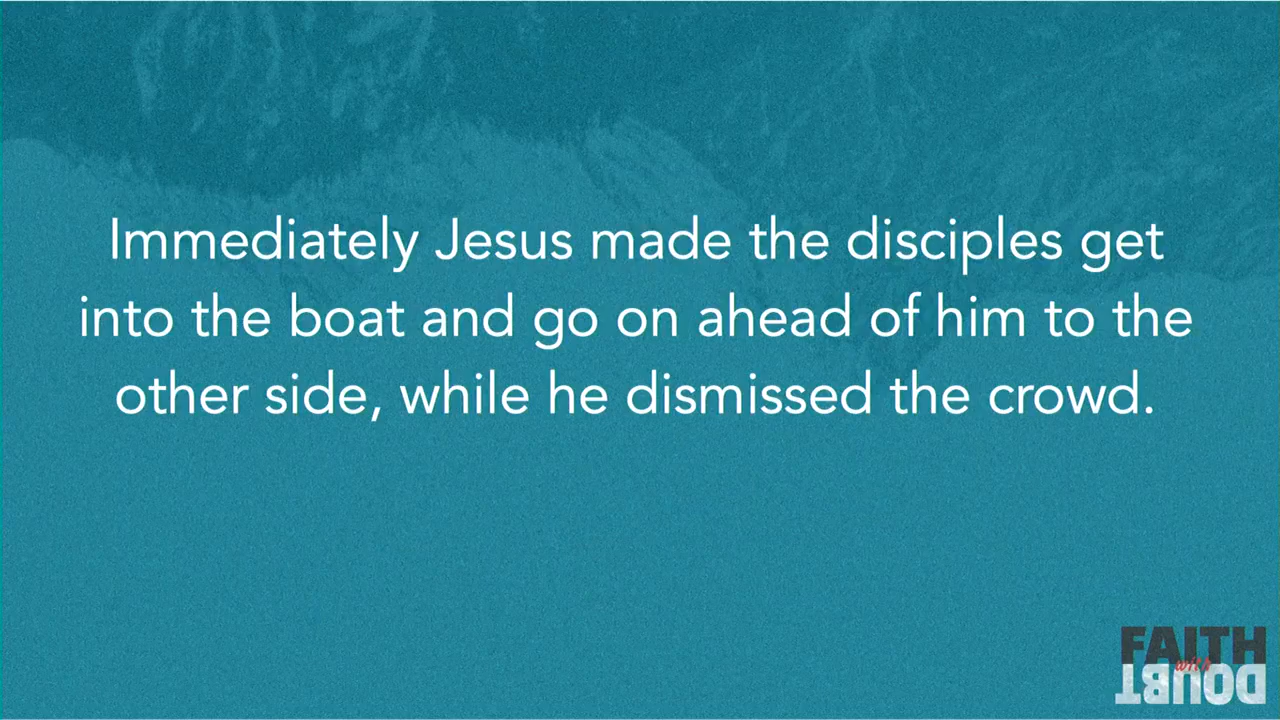 Immediately Jesus made the disciples get
into the boat and go on ahead of him to the
other side, while he dismissed the crowd.
FAITH
with
DOUBT